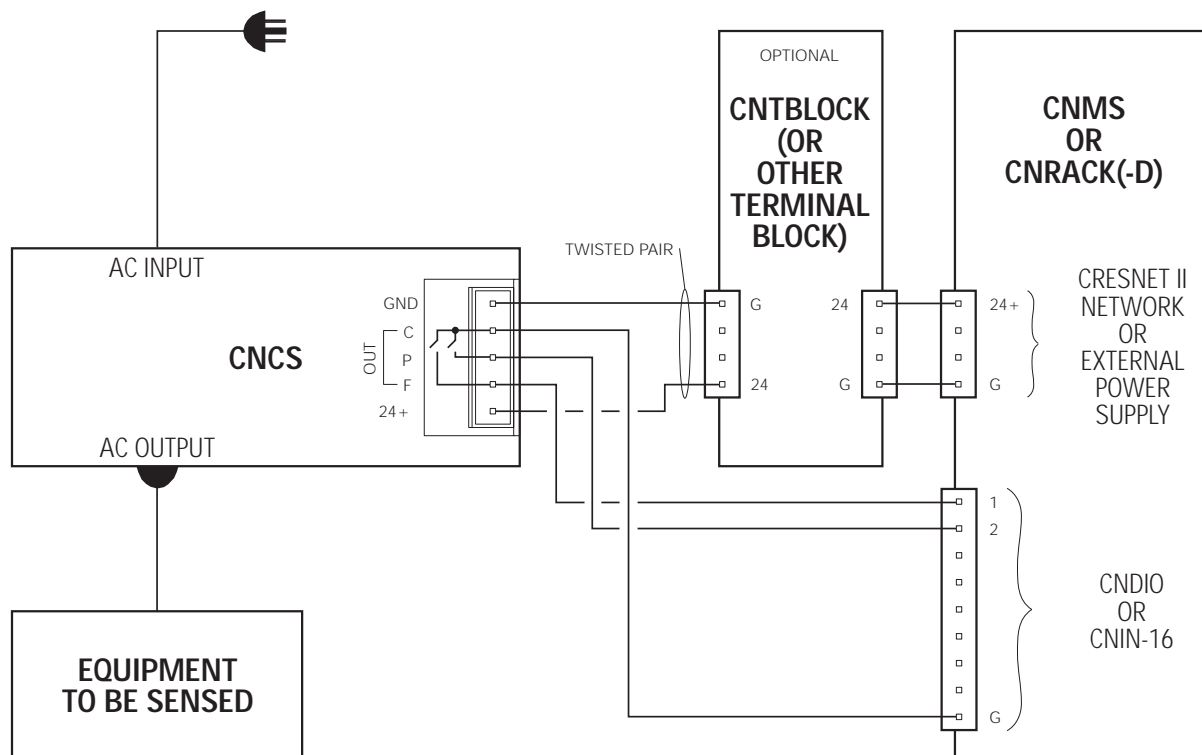 OPTIONAL
CNTBLOCK
(OR
OTHER
TERMINAL
BLOCK)
CNMS
OR
CNRACK(-D)
AC INPUT
TWISTED PAIR
GND
C
P
F
OUT
24+
CNCS
AC OUTPUT
G
24
24
G
24+
G
CRESNET II
NETWORK
OR
EXTERNAL
POWER
SUPPLY
1
2
G
CNDIO
OR
CNIN-16
EQUIPMENT
TO BE SENSED